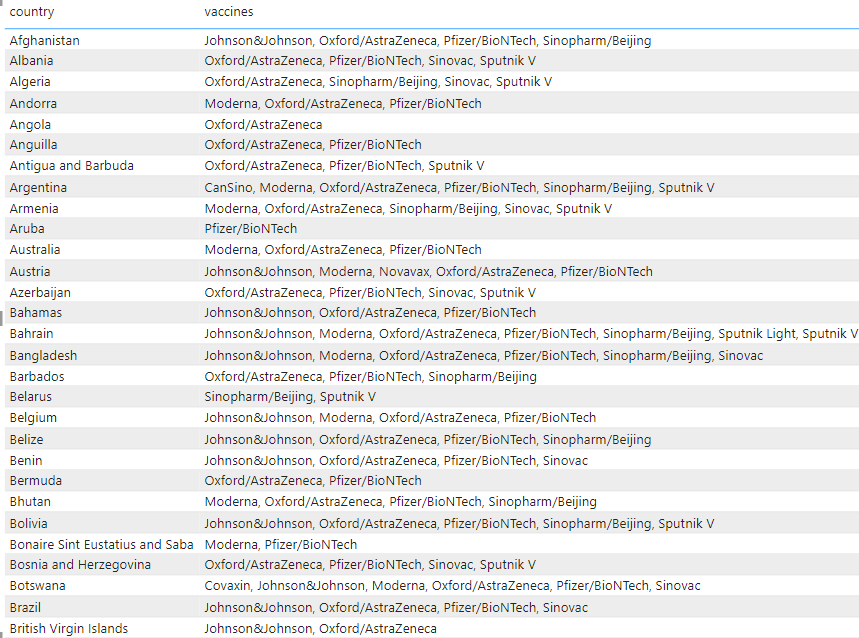 country vaccines
Afghanistan Johnson&Johnson, Oxford/AstraZeneca, Pfizer/BioNTech, Sinopharm/Beijing
Albania Oxford/AstraZeneca, Pfizer/BioNTech, Sinovac, Sputnik V
Algeria Oxford/AstraZeneca, Sinopharm/Beijing, Sinovac, Sputnik V
Andorra Moderna, Oxford/AstraZeneca, Pfizer/BioNTech
Angola Oxford/AstraZeneca
Anguilla Oxford/AstraZeneca, Pfizer/BioNTech
Antigua and Barbuda Oxford/AstraZeneca, Pfizer/BioNTech, Sputnik V
Argentina CanSino, Moderna, Oxford/AstraZeneca, Pfizer/BioNTech, Sinopharm/Beijing, Sputnik V
Armenia Moderna, Oxford/AstraZeneca, Sinopharm/Beijing, Sinovac, Sputnik V
Aruba Pfizer/BioNTech
Australia Moderna, Oxford/AstraZeneca, Pfizer/BioNTech
Austria Johnson&Johnson, Moderna, Novavax, Oxford/AstraZeneca, Pfizer/BioNTech
Azerbaijan Oxford/AstraZeneca, Pfizer/BioNTech, Sinovac, Sputnik V
Bahamas Johnson&Johnson, Oxford/AstraZeneca, Pfizer/BioNTech
Bahrain Johnson&Johnson, Moderna, Oxford/AstraZeneca, Pfizer/BioNTech, Sinopharm/Beijing, Sputnik Light, Sputnik V
Bangladesh Johnson&Johnson, Moderna, Oxford/AstraZeneca, Pfizer/BioNTech, Sinopharm/Beijing, Sinovac
Barbados Oxford/AstraZeneca, Pfizer/BioNTech, Sinopharm/Beijing
Belarus Sinopharm/Beijing, Sputnik V
Belgium Johnson&Johnson, Moderna, Oxford/AstraZeneca, Pfizer/BioNTech
Belize Johnson&Johnson, Oxford/AstraZeneca, Pfizer/BioNTech, Sinopharm/Beijing
Benin Johnson&Johnson, Oxford/AstraZeneca, Pfizer/BioNTech, Sinovac
Bermuda Oxford/AstraZeneca, Pfizer/BioNTech
Bhutan Moderna, Oxford/AstraZeneca, Pfizer/BioNTech, Sinopharm/Beijing
Bolivia Johnson&Johnson, Oxford/AstraZeneca, Pfizer/BioNTech, Sinopharm/Beijing, Sputnik V
Bonaire Sint Eustatius and Saba Moderna, Pfizer/BioNTech
Bosnia and Herzegovina Oxford/AstraZeneca, Pfizer/BioNTech, Sinovac, Sputnik V
Botswana Covaxin, Johnson&Johnson, Moderna, Oxford/AstraZeneca, Pfizer/BioNTech, Sinovac
Brazil Johnson&Johnson, Oxford/AstraZeneca, Pfizer/BioNTech, Sinovac
British Virgin Islands Johnson&Johnson, Oxford/AstraZeneca